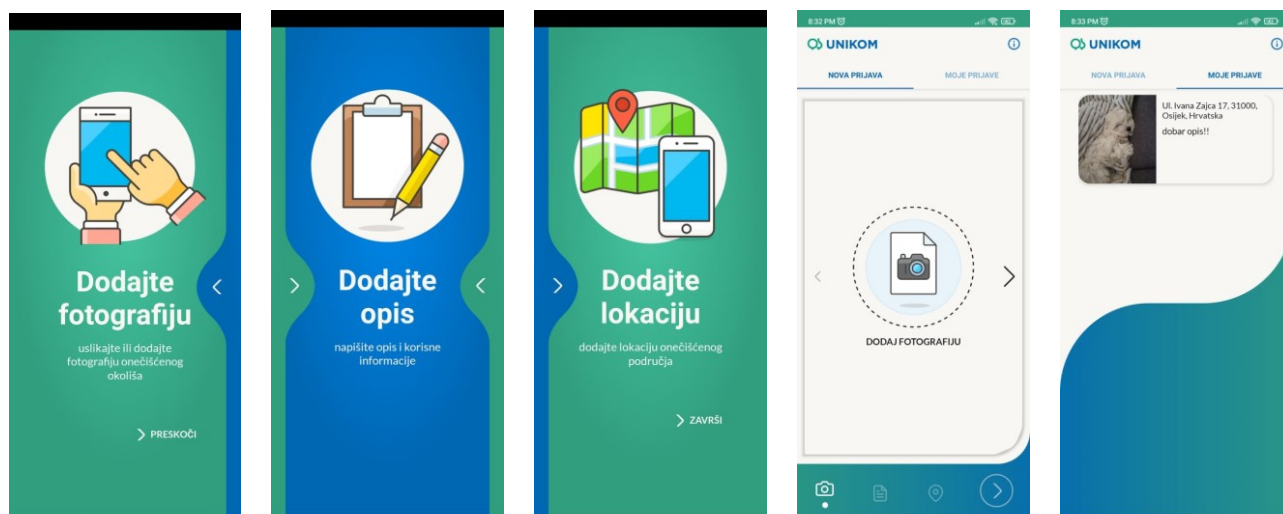 Dodajte
fotografiju
uslikajte ili dodajte
fotografiju onečišćenog
okoliša
PRESKOČI
Dodajte
opis
napišite opis i korisne
informacije
Dodajte
lokaciju
dodajte lokaciju onečišćenog
područja
ZAVRŠI
8:32 PM
UNIKOM
NOVA PRIJAVA
MOJE PRIJAVE
DODAJ FOTOGRAFIJU
8:33 PM
UNIKOM
NOVA PRIJAVA
MOJE PRIJAVE
Ul. Ivana Zajca 17, 31000,
Osijek, Hrvatska
dobar opis!!